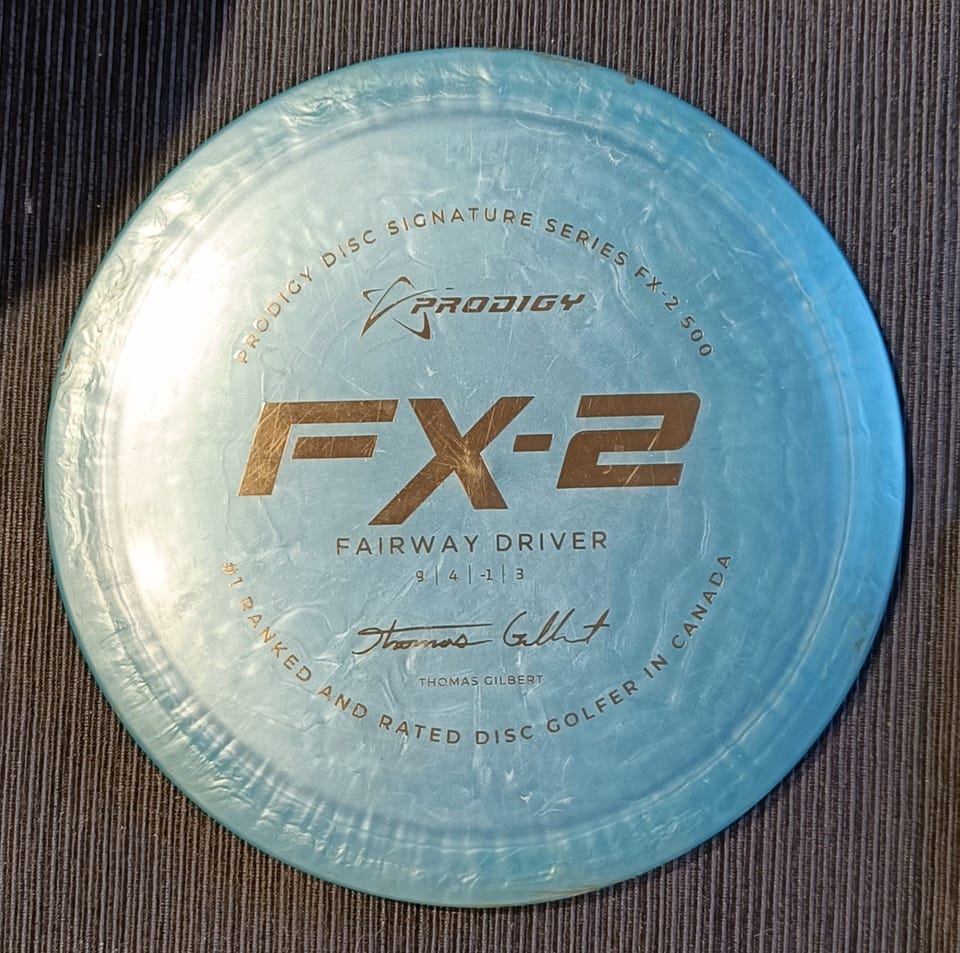 PRODIGY DISC SIGNATURE SERIES FX-2 500
PRODIGY
FX-2
FAIRWAY DRIVER
9 | 4 | -1 | 3
Thomas Gilbert
THOMAS GILBERT
#1 RANKED AND RATED DISC GOLFER IN CANADA